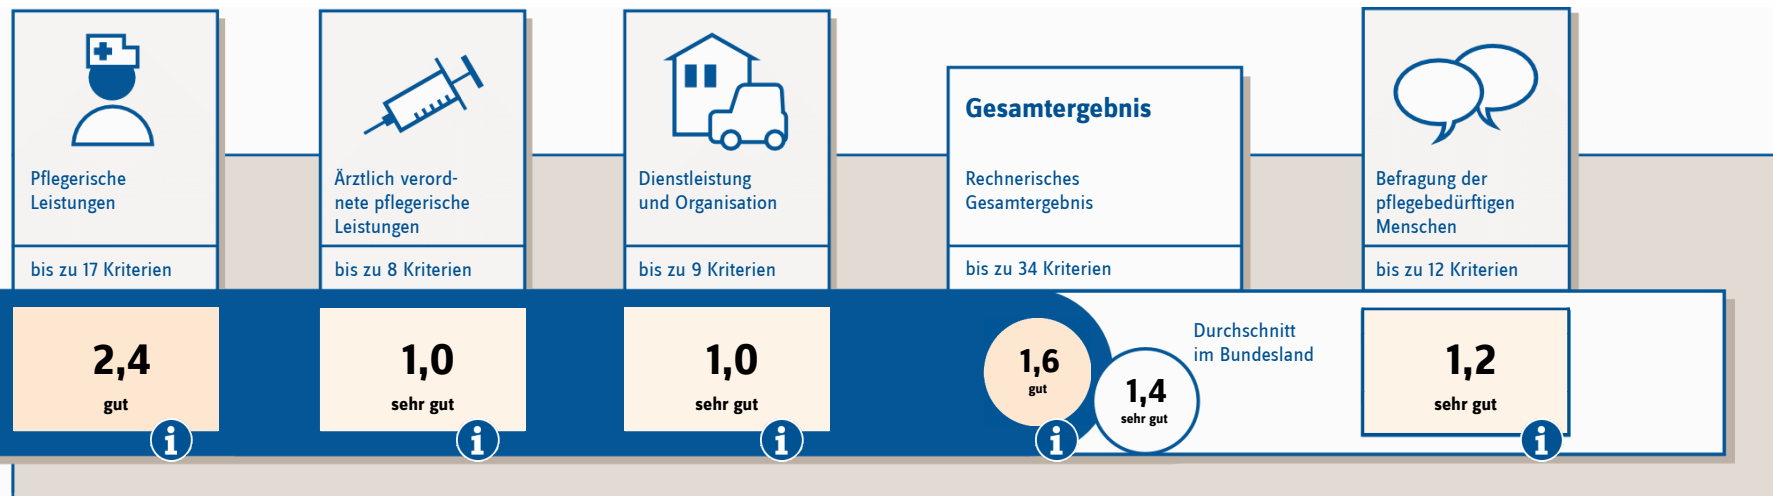 Pflegerische
Leistungen
bis zu 17 Kriterien
2,4
gut
i
Ärztlich verord-
nete pflegerische
Leistungen
bis zu 8 Kriterien
1,0
sehr gut
i
Dienstleistung
und Organisation
bis zu 9 Kriterien
1,0
sehr gut
i
Gesamtergebnis
Rechnerisches
Gesamtergebnis
bis zu 34 Kriterien
1,6
gut
i
1,4
sehr gut
Durchschnitt
im Bundesland
Befragung der
pflegebedürftigen
Menschen
bis zu 12 Kriterien
1,2
sehr gut
i